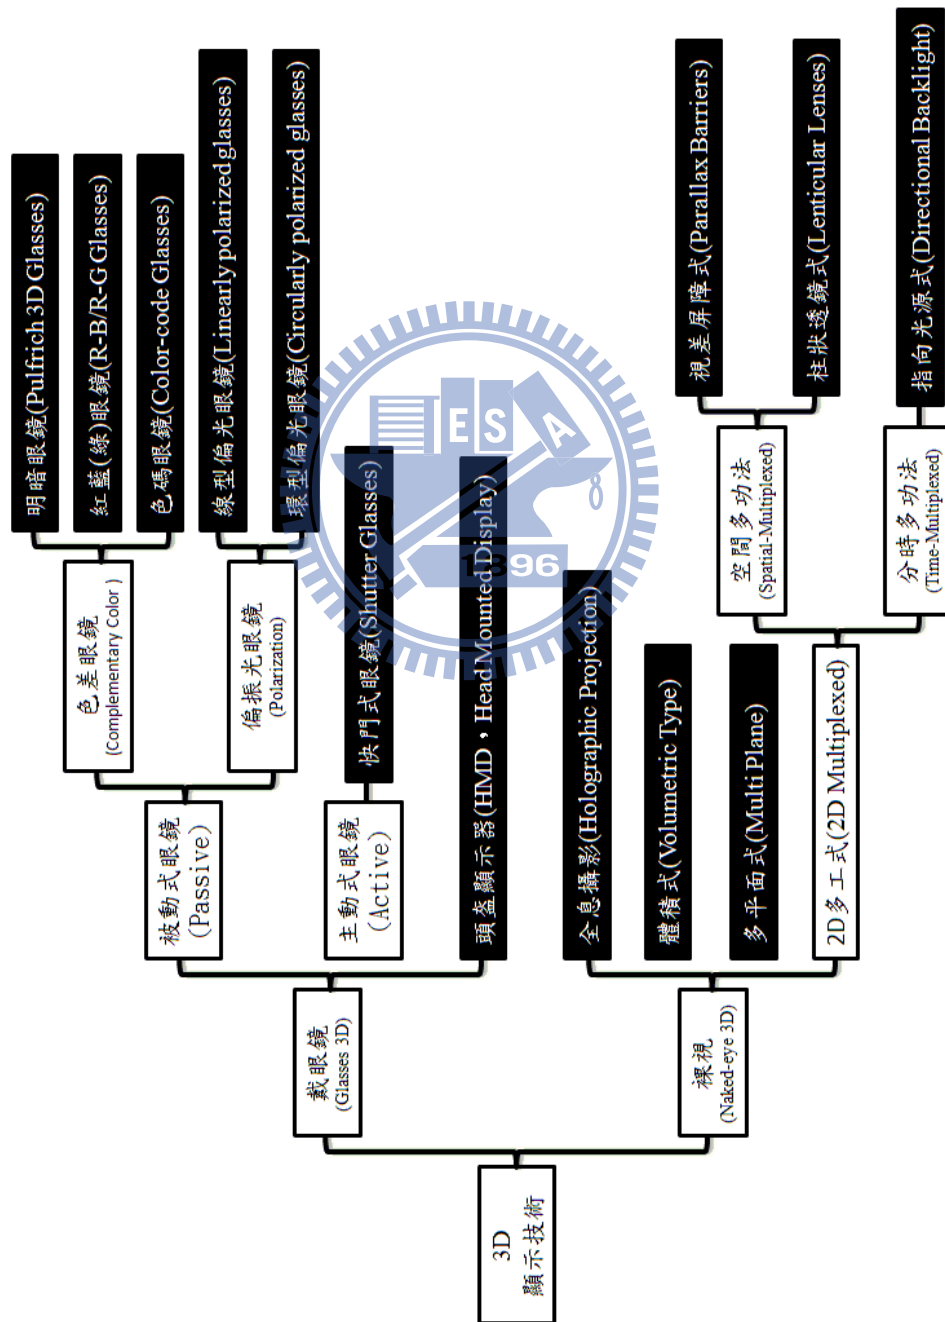 3D
顯示技術
戴眼鏡
(Glasses 3D)
被動式眼鏡
(Passive)
色差眼鏡
(Complementary Color )
明暗眼鏡(Pulfrich 3D Glasses)
紅藍(綠)眼鏡(R-B/R-G Glasses)
色碼眼鏡(Color-code Glasses)
偏振光眼鏡
(Polarization)
線型偏光眼鏡(Linearly polarized glasses)
環型偏光眼鏡(Circularly polarized glasses)
主動式眼鏡
(Active)
快門式眼鏡(Shutter Glasses)
頭盔顯示器(HMD，Head Mounted Display)
裸視
(Naked-eye 3D)
全息攝影(Holographic Projection)
體積式(Volumetric Type)
多平面式(Multi Plane)
2D多工式(2D Multiplexed)
空間多功法
(Spatial-Multiplexed)
視差屏障式(Parallax Barriers)
柱狀透鏡式(Lenticular Lenses)
分時多功法
(Time-Multiplexed)
指向光源式(Directional Backlight)
E S A
1896